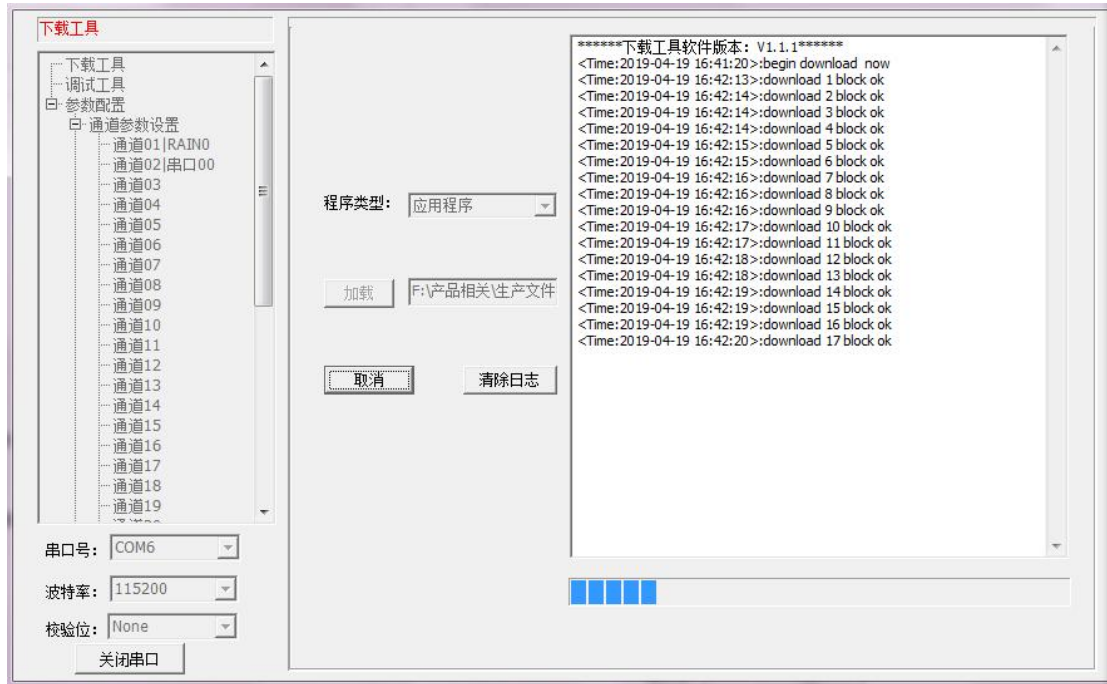 下载工具
下载工具
调试工具
参数配置
通道参数设置
通道01|RAIN0
通道02|串口00
通道03
通道04
通道05
通道06
通道07
通道08
通道09
通道10
通道11
通道12
通道13
通道14
通道15
通道16
通道17
通道18
通道19
串口号： COM6
波特率： 115200
校验位： None
关闭串口
程序类型： 应用程序
加载 F:\产品相关\生产文件
取消 清除日志
******下载工具软件版本：V1.1.1******
<Time:2019-04-19 16:41:20>:begin download  now
<Time:2019-04-19 16:42:13>:download 1 block ok
<Time:2019-04-19 16:42:14>:download 2 block ok
<Time:2019-04-19 16:42:14>:download 3 block ok
<Time:2019-04-19 16:42:14>:download 4 block ok
<Time:2019-04-19 16:42:15>:download 5 block ok
<Time:2019-04-19 16:42:15>:download 6 block ok
<Time:2019-04-19 16:42:16>:download 7 block ok
<Time:2019-04-19 16:42:16>:download 8 block ok
<Time:2019-04-19 16:42:16>:download 9 block ok
<Time:2019-04-19 16:42:17>:download 10 block ok
<Time:2019-04-19 16:42:17>:download 11 block ok
<Time:2019-04-19 16:42:18>:download 12 block ok
<Time:2019-04-19 16:42:18>:download 13 block ok
<Time:2019-04-19 16:42:19>:download 14 block ok
<Time:2019-04-19 16:42:19>:download 15 block ok
<Time:2019-04-19 16:42:19>:download 16 block ok
<Time:2019-04-19 16:42:20>:download 17 block ok